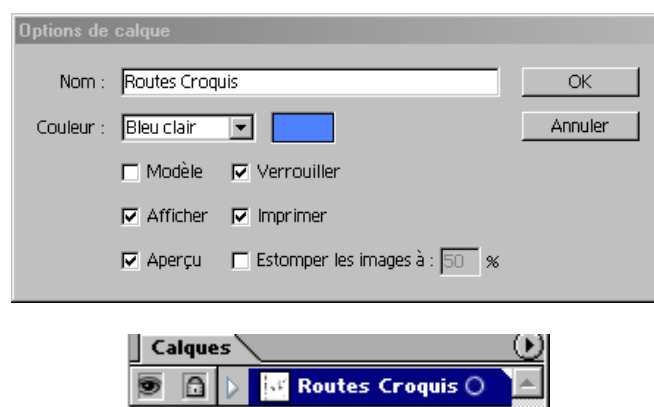 Options de calque
Nom : Routes Croquis OK
Couleur : Bleu clair Annuler
Modèle Verrouiller
Afficher Imprimer
Aperçu Estomper les images à : 50 %
Calques
Routes Croquis